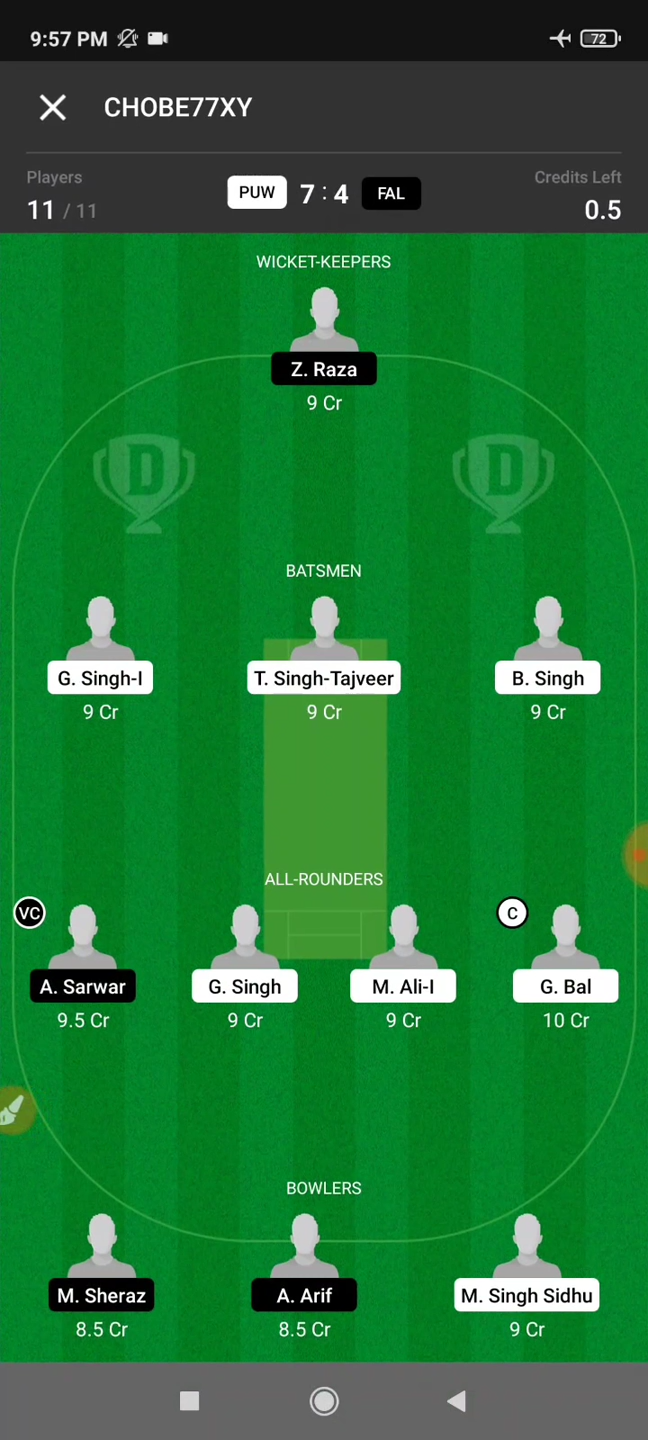 9:57 PM
72
CHOBE77XY
Players
11 / 11
PUW 7 : 4 FAL
Credits Left
0.5
WICKET-KEEPERS
Z. Raza
9 Cr
D D
BATSMEN
G. Singh-I T. Singh-Tajveer B. Singh
9 Cr 9 Cr 9 Cr
ALL-ROUNDERS
VC C
A. Sarwar G. Singh M. Ali-I G. Bal
9.5 Cr 9 Cr 9 Cr 10 Cr
BOWLERS
M. Sheraz A. Arif M. Singh Sidhu
8.5 Cr 8.5 Cr 9 Cr